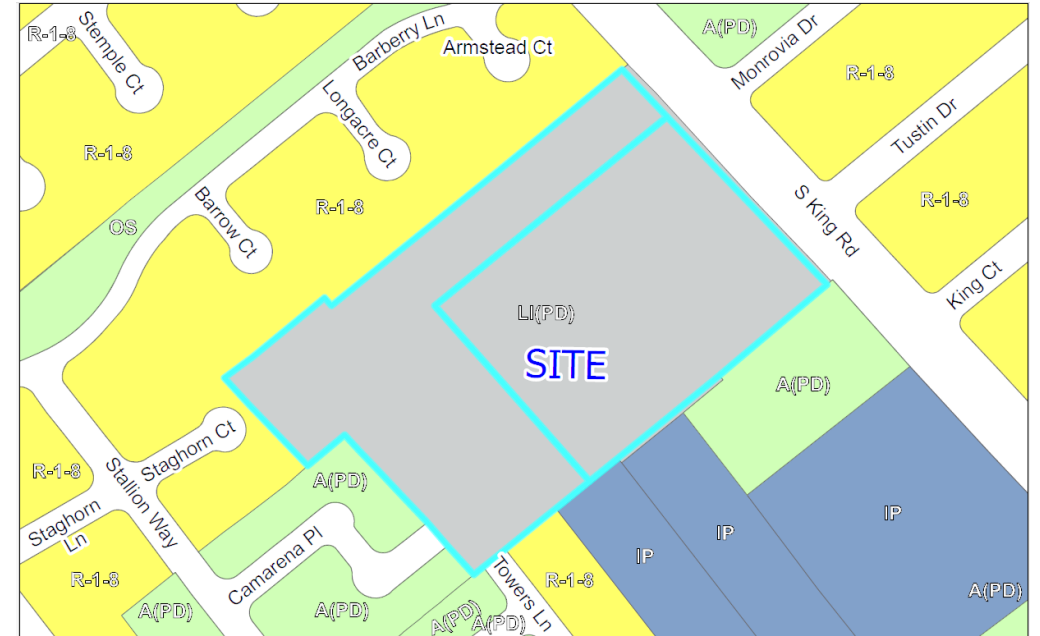 Stemple Ct
R-1-8
Barberry Ln
Armstead Ct
A(PD)
Monrovia Dr
R-1-8
Longacre Ct
Tustin Dr
R-1-8
Barrow Ct
R-1-8
S King Rd
R-1-8
OS
King Ct
LI(PD)
SITE
A(PD)
Staghorn Ct
R-1-8
Stallion Way
A(PD)
Staghorn
Ln
IP
IP
IP
Camarena Pl
Towers Ln
R-1-8
R-1-8
A(PD)
A(PD)
A(PD)
A(PD)
A(PD)